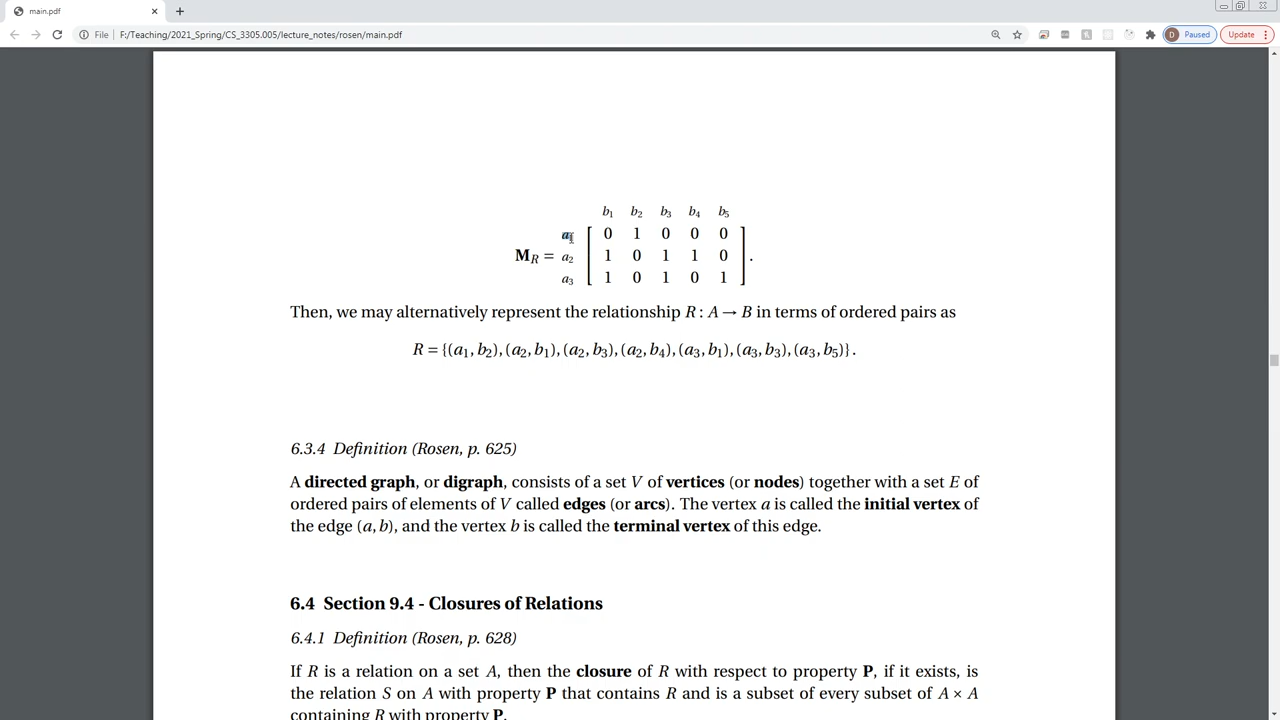 main.pdf
File F:/Teaching/2021_Spring/CS_3305.005/lecture_notes/rosen/main.pdf
D Paused Update
b1 b2 b3 b4 b5
a1 0 1 0 0 0
M_R = a2 1 0 1 1 0 .
a3 1 0 1 0 1
Then, we may alternatively represent the relationship R : A → B in terms of ordered pairs as
R = {(a1, b2), (a2, b1), (a2, b3), (a2, b4), (a3, b1), (a3, b3), (a3, b5)} .
6.3.4 Definition (Rosen, p. 625)
A directed graph, or digraph, consists of a set V of vertices (or nodes) together with a set E of
ordered pairs of elements of V called edges (or arcs). The vertex a is called the initial vertex of
the edge (a, b), and the vertex b is called the terminal vertex of this edge.
6.4 Section 9.4 - Closures of Relations
6.4.1 Definition (Rosen, p. 628)
If R is a relation on a set A, then the closure of R with respect to property P, if it exists, is
the relation S on A with property P that contains R and is a subset of every subset of A × A
containing R with property P.